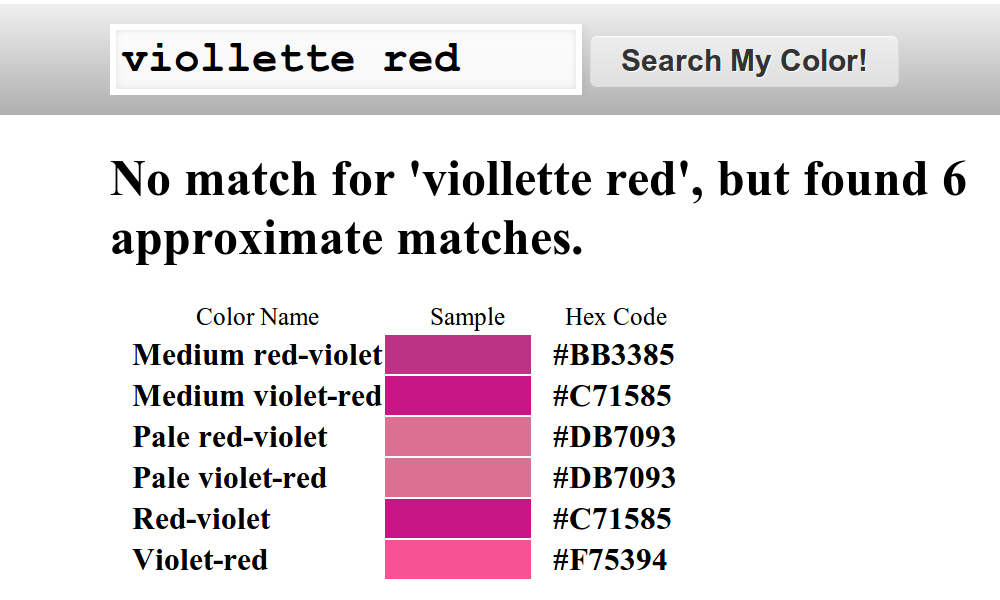 viollette red Search My Color!
No match for 'viollette red', but found 6
approximate matches.
Color Name Sample Hex Code
Medium red-violet #BB3385
Medium violet-red #C71585
Pale red-violet #DB7093
Pale violet-red #DB7093
Red-violet #C71585
Violet-red #F75394